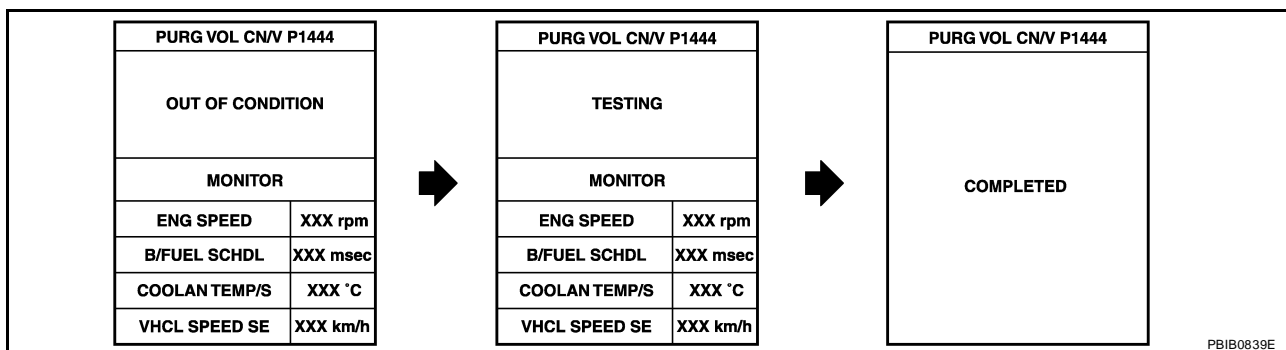 PURG VOL CN/V P1444
OUT OF CONDITION
MONITOR
ENG SPEED XXX rpm
B/FUEL SCHDL XXX msec
COOLAN TEMP/S XXX °C
VHCL SPEED SE XXX km/h
PURG VOL CN/V P1444
TESTING
MONITOR
ENG SPEED XXX rpm
B/FUEL SCHDL XXX msec
COOLAN TEMP/S XXX °C
VHCL SPEED SE XXX km/h
PURG VOL CN/V P1444
COMPLETED
PBIB0839E